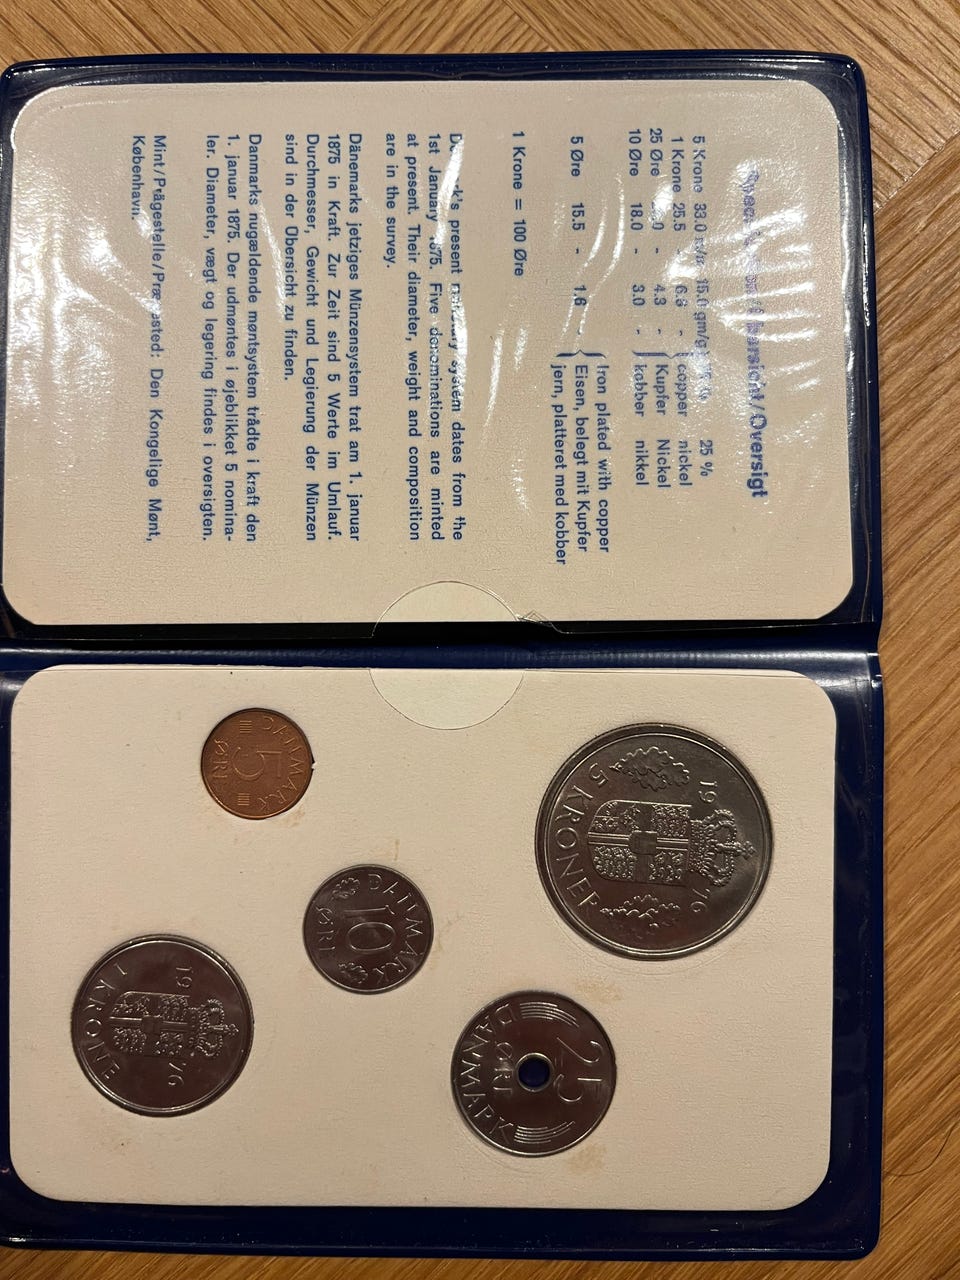 Oversigt
5 Krone 33.0 15.0 gm/g 25 %
1 Krone 25.5 - - copper nickel
25 Øre - 4.3 - Kupfer Nickel
10 Øre 18.0 - 3.0 - kobber nikkel
Iron plated with copper
5 Øre 15.5 - 1.6 - Eisen, belegt mit Kupfer
jern, platteret med kobber
1 Krone = 100 Øre
present system dates from the
1st January 1875. Five denominations are minted
at present. Their diameter, weight and composition
are in the survey.
Dänemarks jetziges Münzensystem trat am 1. januar
1875 in Kraft. Zur Zeit sind 5 Werte im Umlauf.
Durchmesser, Gewicht und Legierung der Münzen
sind in der Übersicht zu finden.
Danmarks nugældende møntsystem trådte i kraft den
1. januar 1875. Der udmøntes i øjeblikket 5 nomina-
ler. Diameter, vægt og legering findes i oversigten.
Mint/Prägestelle/Prægested: Den Kongelige Mønt,
København.
19 76
5 KRONER
DANMARK
25
ØRE
DANMARK
10
ØRE
DANMARK
5
ØRE
19 76
1 KRONE